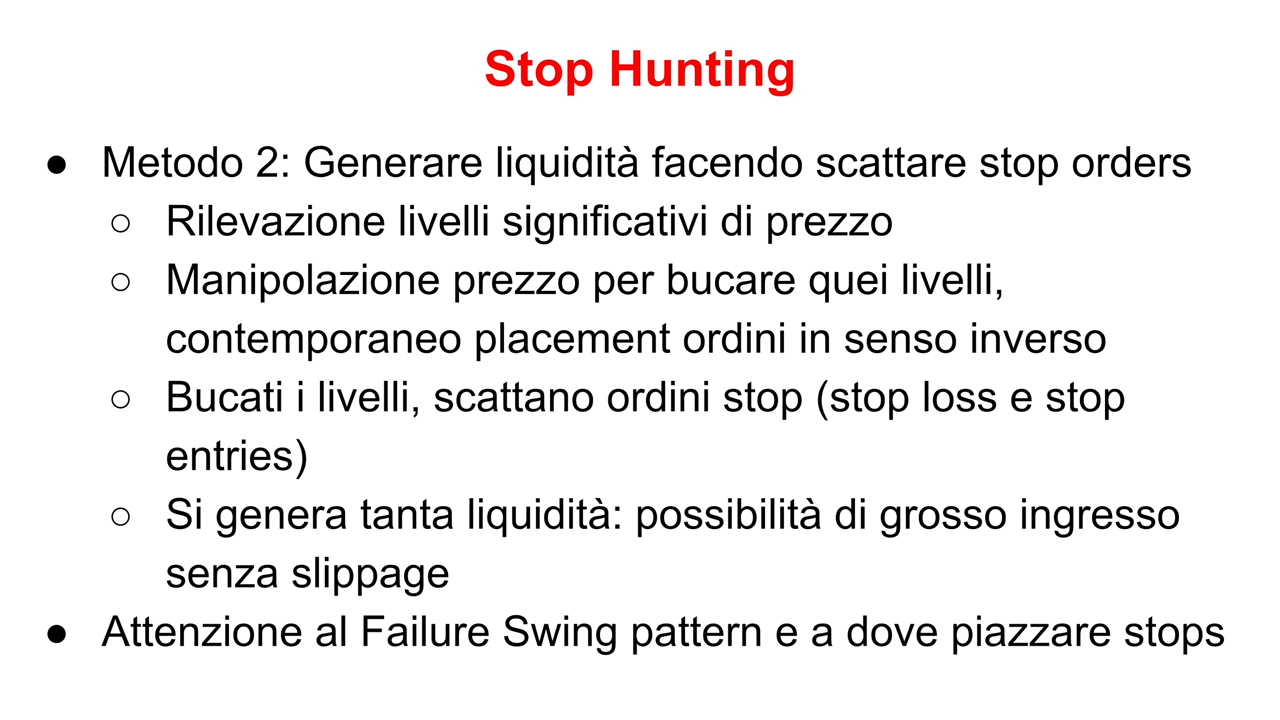 Stop Hunting
● Metodo 2: Generare liquidità facendo scattare stop orders
○ Rilevazione livelli significativi di prezzo
○ Manipolazione prezzo per bucare quei livelli,
contemporaneo placement ordini in senso inverso
○ Bucati i livelli, scattano ordini stop (stop loss e stop
entries)
○ Si genera tanta liquidità: possibilità di grosso ingresso
senza slippage
● Attenzione al Failure Swing pattern e a dove piazzare stops